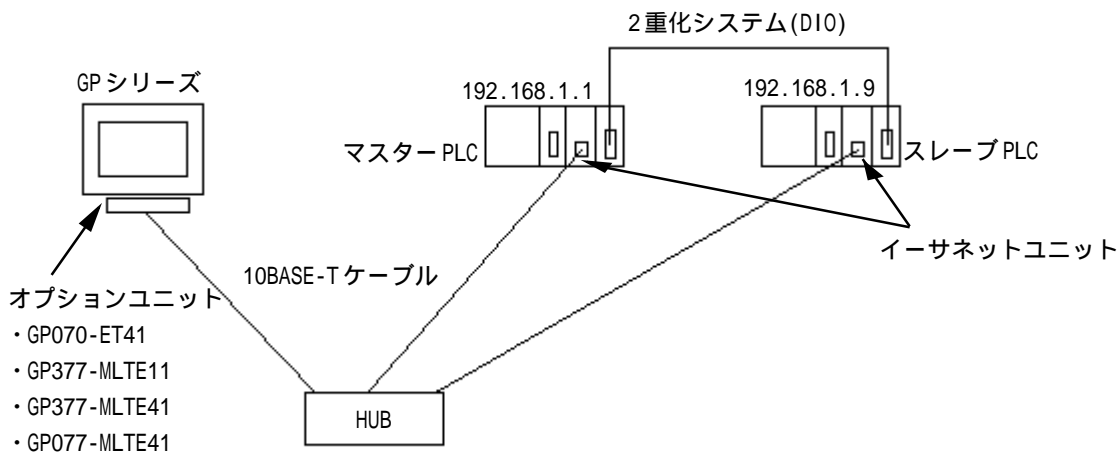 2重化システム(DIO)
GPシリーズ
192.168.1.1
192.168.1.9
マスターPLC
スレーブPLC
イーサネットユニット
10BASE-Tケーブル
オプションユニット
・GP070-ET41
・GP377-MLTE11
・GP377-MLTE41
・GP077-MLTE41
HUB